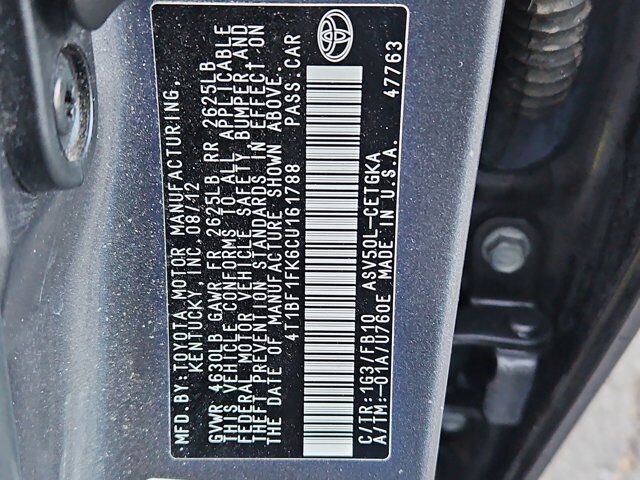 MFD.BY:TOYOTA MOTOR MANUFACTURING,
KENTUCKY, INC. 08/12
GVWR 4630LB GAWR FR 2625LB RR 2625LB
THIS VEHICLE CONFORMS TO ALL APPLICABLE
FEDERAL MOTOR VEHICLE SAFETY, BUMPER AND
THEFT PREVENTION STANDARDS IN EFFECT ON
THE DATE OF MANUFACTURE SHOWN ABOVE.
4T1BF1FK6CU161788 PASS.CAR
C/TR:1G3/FB10 ASV50L-CETGKA
A/TM:-01A/U760E MADE IN U.S.A.
47763